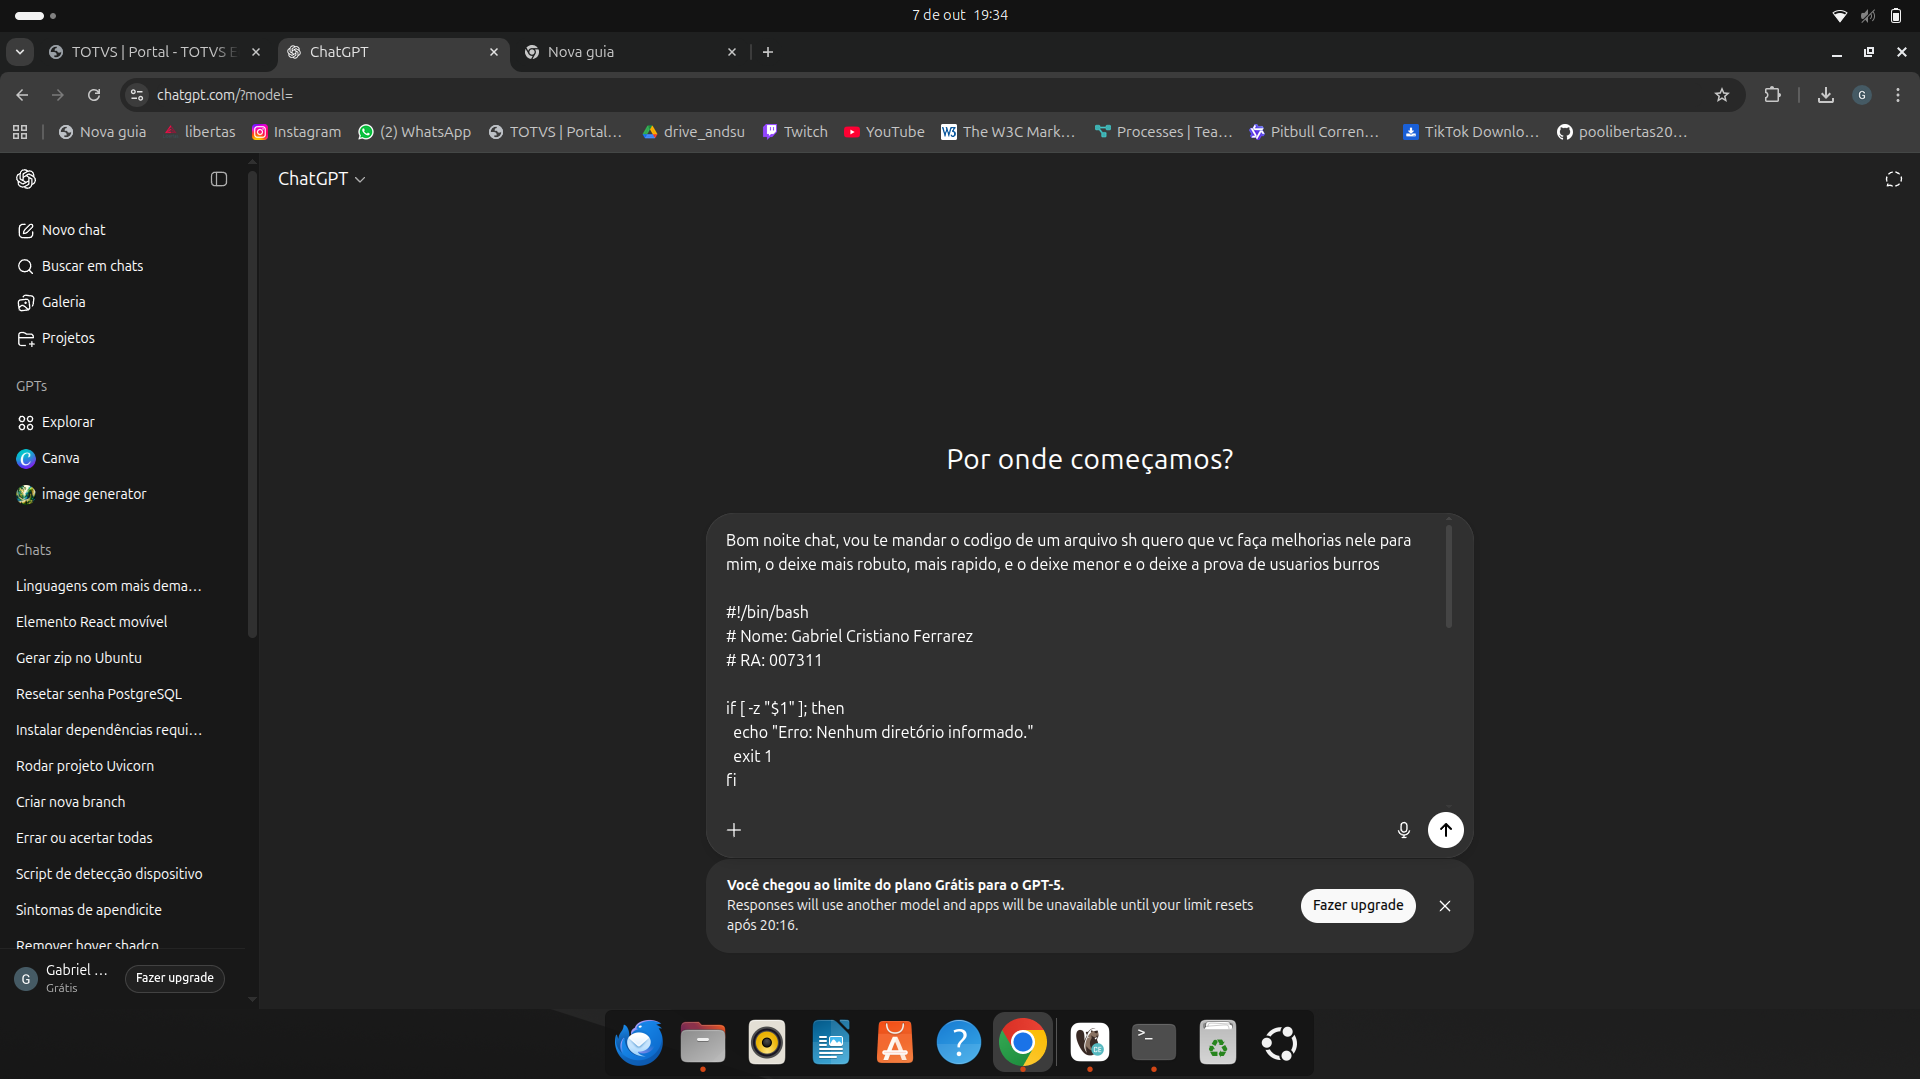 7 de out 19:34
TOTVS | Portal - TOTVS E
ChatGPT
Nova guia
chatgpt.com/?model=
G
Nova guia
libertas
Instagram
(2) WhatsApp
TOTVS | Portal...
drive_andsu
Twitch
YouTube
The W3C Mark...
Processes | Tea...
Pitbull Corren...
TikTok Downlo...
poolibertas20...
ChatGPT
Novo chat
Buscar em chats
Galeria
Projetos
GPTs
Explorar
Canva
image generator
Chats
Linguagens com mais dema...
Elemento React movível
Gerar zip no Ubuntu
Resetar senha PostgreSQL
Instalar dependências requi...
Rodar projeto Uvicorn
Criar nova branch
Errar ou acertar todas
Script de detecção dispositivo
Sintomas de apendicite
Remover hover shadcn
G
Gabriel ...
Grátis
Fazer upgrade
Por onde começamos?
Bom noite chat, vou te mandar o codigo de um arquivo sh quero que vc faça melhorias nele para
mim, o deixe mais robuto, mais rapido, e o deixe menor e o deixe a prova de usuarios burros
#!/bin/bash
# Nome: Gabriel Cristiano Ferrarez
# RA: 007311
if [ -z "$1" ]; then
echo "Erro: Nenhum diretório informado."
exit 1
fi
Você chegou ao limite do plano Grátis para o GPT-5.
Responses will use another model and apps will be unavailable until your limit resets
após 20:16.
Fazer upgrade